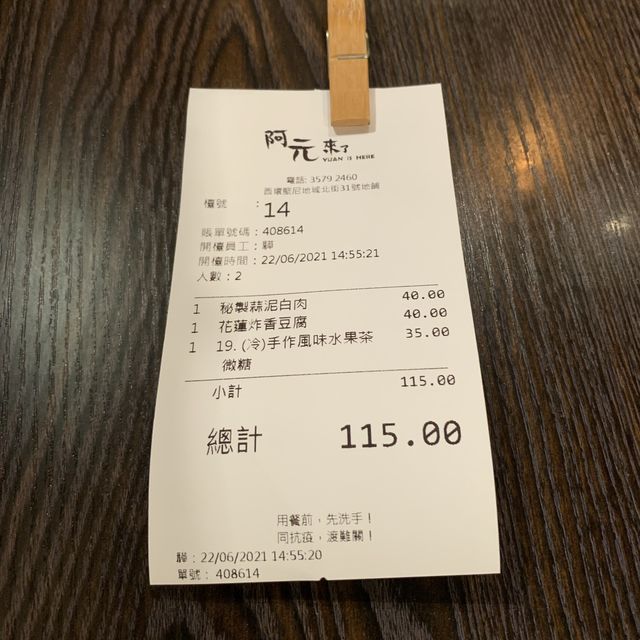 阿元來了
YUAN IS HERE
電話: 3579 2460
西環堅尼地城北街31號地舖
檯號 : 14
賬單號碼：408614
開檯員工：驊
開檯時間：22/06/2021 14:55:21
人數：2
1 秘製蒜泥白肉 40.00
1 花蓮炸香豆腐 40.00
1 19. (冷)手作風味水果茶 35.00
微糖
小計 115.00
總計 115.00
用餐前，先洗手！
同抗疫，渡難關！
驊：22/06/2021 14:55:20
單號： 408614